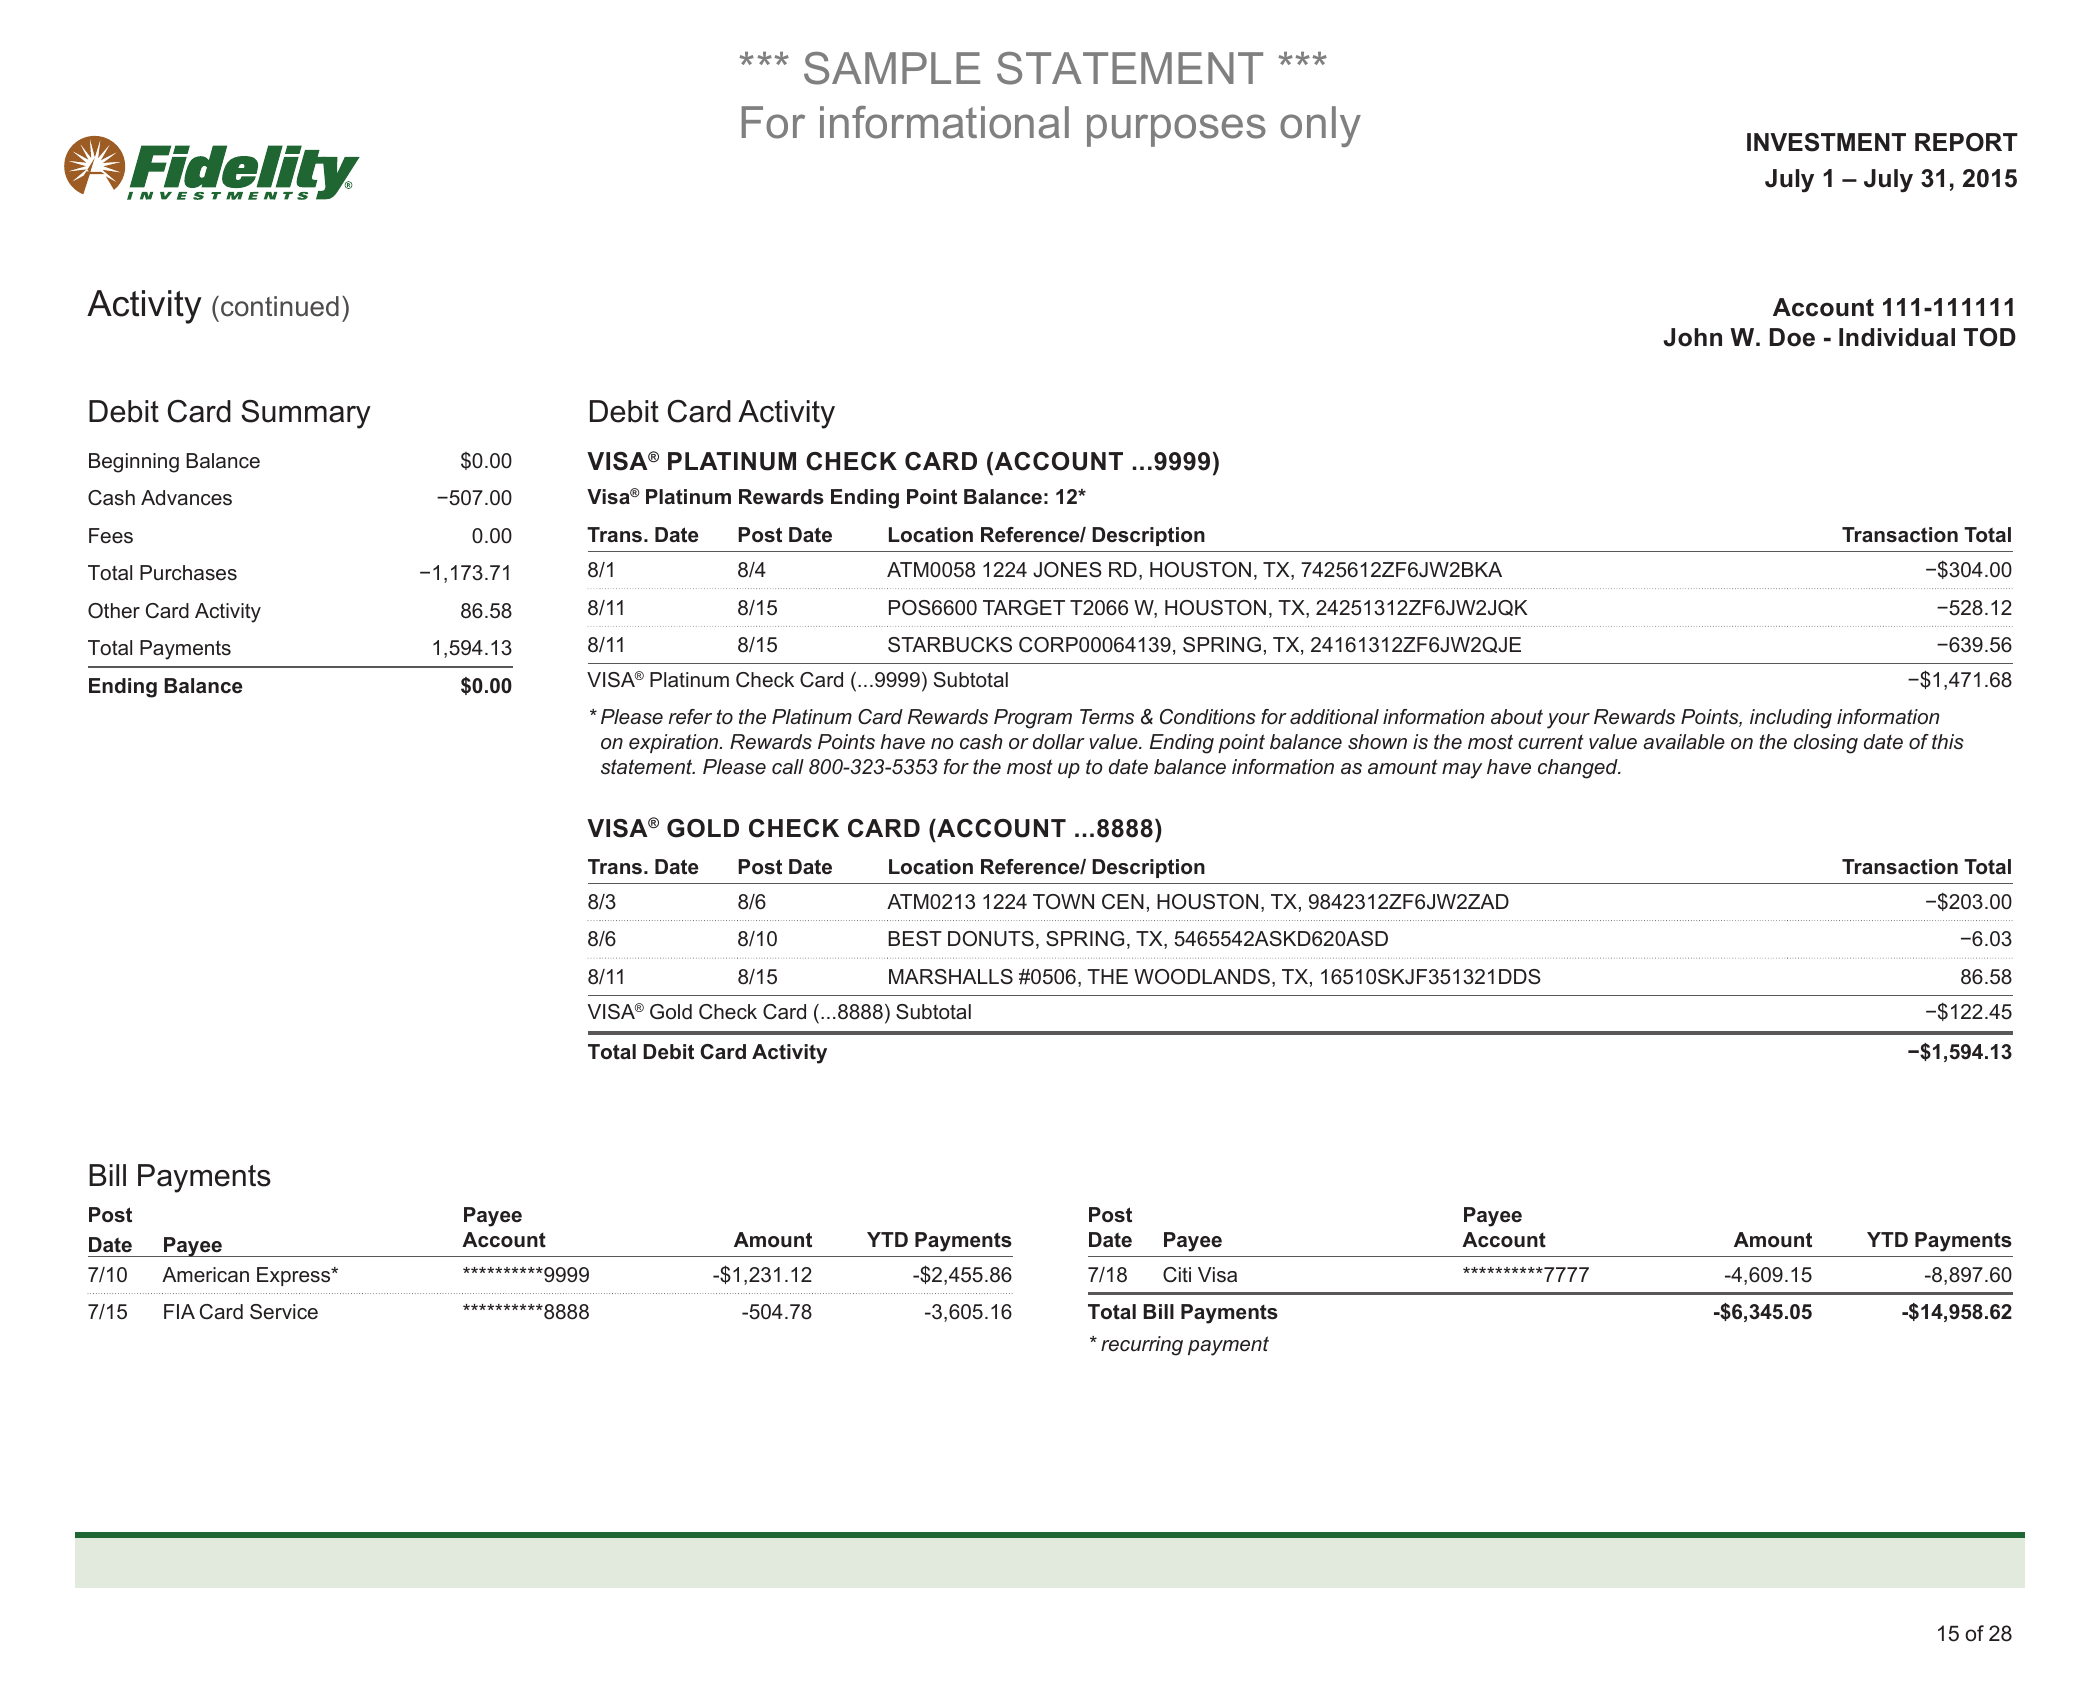 *** SAMPLE STATEMENT ***
For informational purposes only
Fidelity®
INVESTMENTS
INVESTMENT REPORT
July 1 – July 31, 2015
Activity (continued)
Account 111-111111
John W. Doe - Individual TOD
Debit Card Summary
Beginning Balance $0.00
Cash Advances −507.00
Fees 0.00
Total Purchases −1,173.71
Other Card Activity 86.58
Total Payments 1,594.13
Ending Balance $0.00
Debit Card Activity
VISA® PLATINUM CHECK CARD (ACCOUNT ...9999)
Visa® Platinum Rewards Ending Point Balance: 12*
Trans. Date Post Date Location Reference/ Description Transaction Total
8/1 8/4 ATM0058 1224 JONES RD, HOUSTON, TX, 7425612ZF6JW2BKA −$304.00
8/11 8/15 POS6600 TARGET T2066 W, HOUSTON, TX, 24251312ZF6JW2JQK −528.12
8/11 8/15 STARBUCKS CORP00064139, SPRING, TX, 24161312ZF6JW2QJE −639.56
VISA® Platinum Check Card (...9999) Subtotal −$1,471.68
* Please refer to the Platinum Card Rewards Program Terms & Conditions for additional information about your Rewards Points, including information
on expiration. Rewards Points have no cash or dollar value. Ending point balance shown is the most current value available on the closing date of this
statement. Please call 800-323-5353 for the most up to date balance information as amount may have changed.
VISA® GOLD CHECK CARD (ACCOUNT ...8888)
Trans. Date Post Date Location Reference/ Description Transaction Total
8/3 8/6 ATM0213 1224 TOWN CEN, HOUSTON, TX, 9842312ZF6JW2ZAD −$203.00
8/6 8/10 BEST DONUTS, SPRING, TX, 5465542ASKD620ASD −6.03
8/11 8/15 MARSHALLS #0506, THE WOODLANDS, TX, 16510SKJF351321DDS 86.58
VISA® Gold Check Card (...8888) Subtotal −$122.45
Total Debit Card Activity −$1,594.13
Bill Payments
Post Payee
Date Payee Account Amount YTD Payments
7/10 American Express* **********9999 -$1,231.12 -$2,455.86
7/15 FIA Card Service **********8888 -504.78 -3,605.16
Post Payee
Date Payee Account Amount YTD Payments
7/18 Citi Visa **********7777 -4,609.15 -8,897.60
Total Bill Payments -$6,345.05 -$14,958.62
* recurring payment
15 of 28